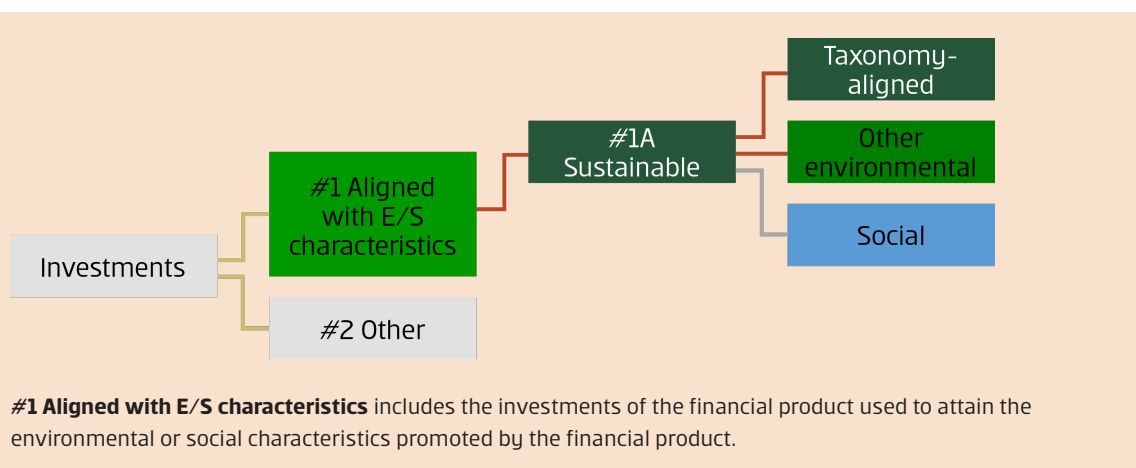 Taxonomy-
aligned
#1A
Sustainable
Other
environmental
#1 Aligned
with E/S
characteristics
Social
Investments
#2 Other
#1 Aligned with E/S characteristics includes the investments of the financial product used to attain the
environmental or social characteristics promoted by the financial product.